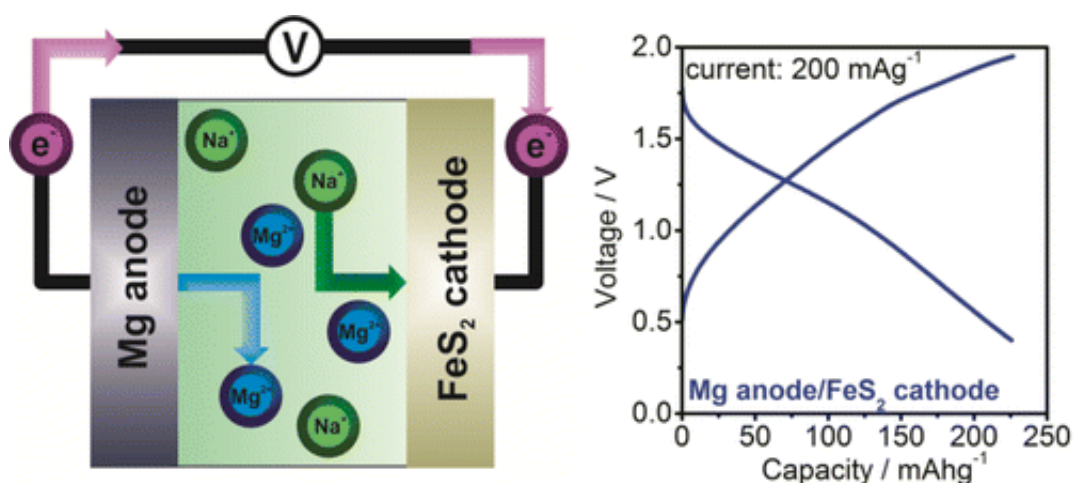 V
e⁻
e⁻
Na⁺
Na⁺
Mg²⁺
Mg²⁺
Mg²⁺
Na⁺
Mg anode
FeS₂ cathode
current: 200 mAg⁻¹
2.0
1.5
1.0
0.5
0.0
Voltage / V
Mg anode/FeS₂ cathode
0 50 100 150 200 250
Capacity / mAhg⁻¹